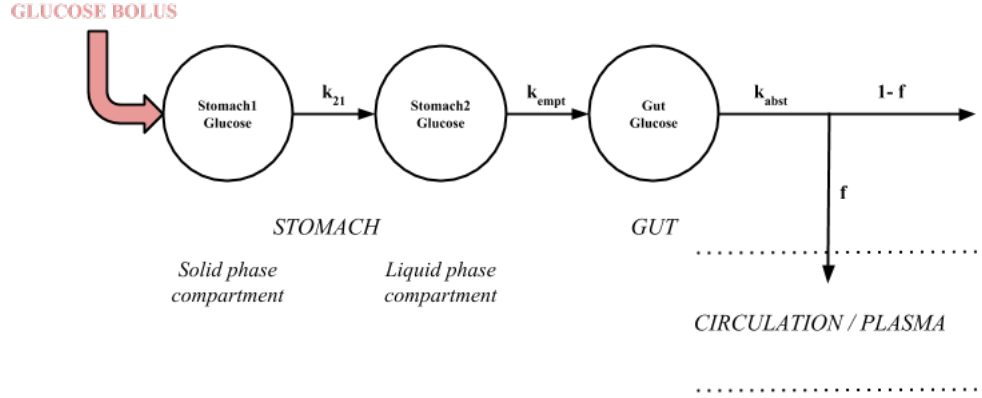 GLUCOSE BOLUS
Stomach1
Glucose
k21
Stomach2
Glucose
kempt
Gut
Glucose
kabst
1- f
f
STOMACH
GUT
Solid phase
compartment
Liquid phase
compartment
CIRCULATION / PLASMA